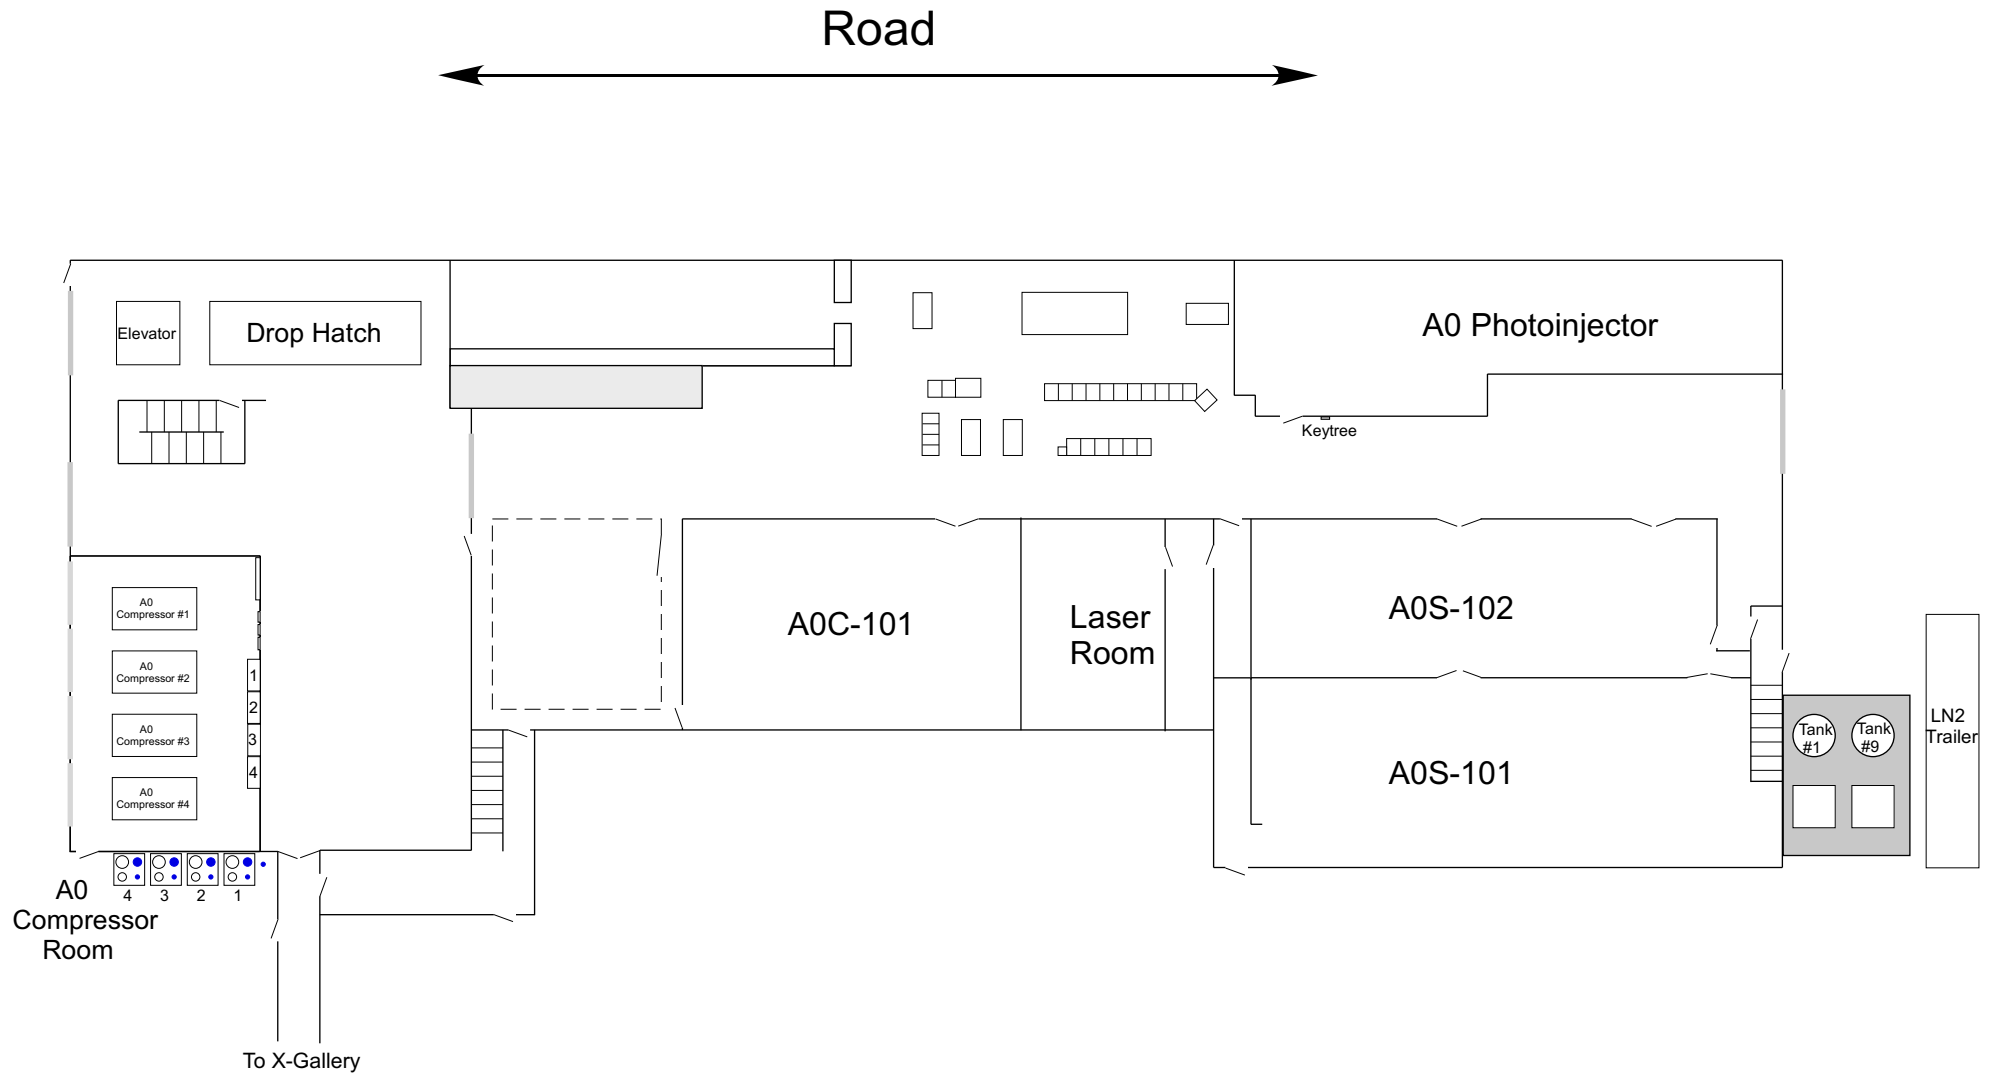 Road
Elevator
Drop Hatch
A0 Photoinjector
Keytree
A0
Compressor #1
A0
Compressor #2
A0
Compressor #3
A0
Compressor #4
1
2
3
4
A0C-101
Laser
Room
A0S-102
A0S-101
Tank
#1
Tank
#9
LN2
Trailer
4 3 2 1
A0
Compressor
Room
To X-Gallery